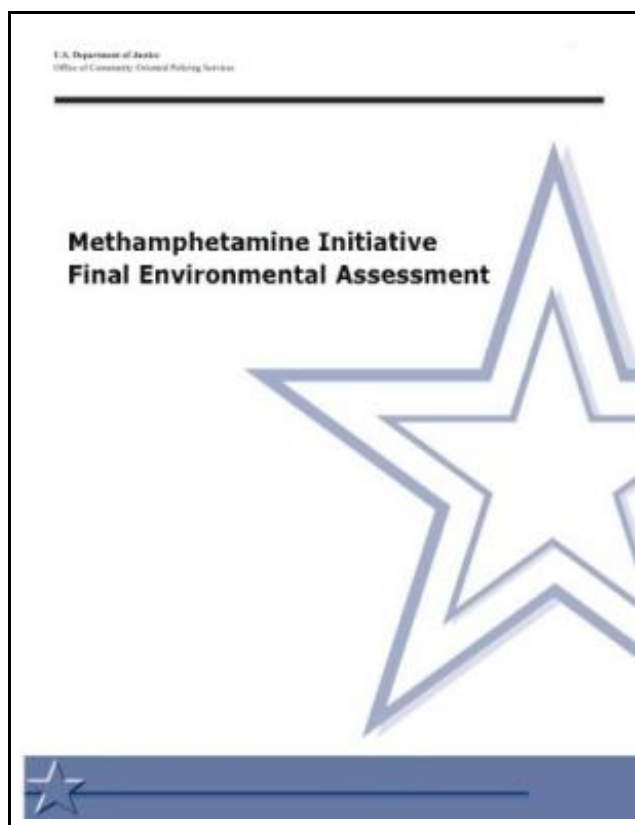 U.S. Department of Justice
Office of Community Oriented Policing Services
Methamphetamine Initiative
Final Environmental Assessment